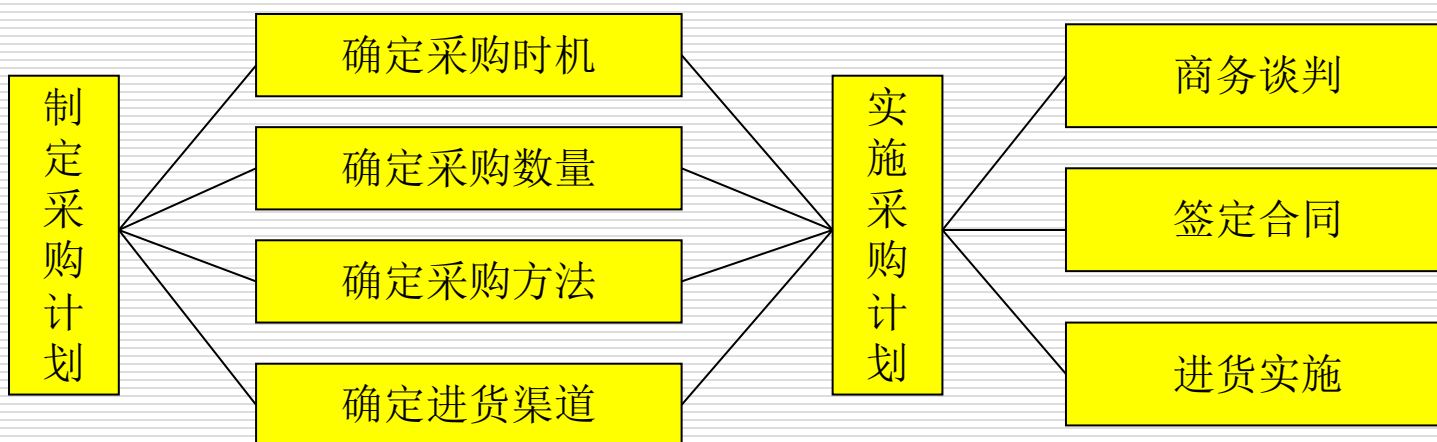 制定采购计划
确定采购时机
确定采购数量
确定采购方法
确定进货渠道
实施采购计划
商务谈判
签定合同
进货实施